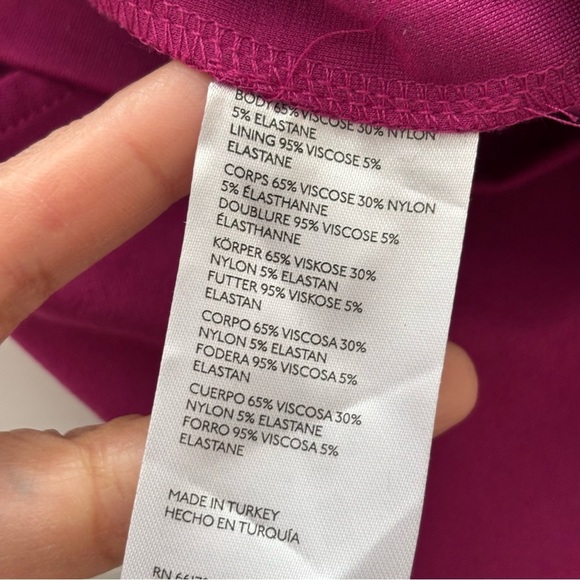 BODY 65% VISCOSE 30% NYLON
5% ELASTANE
LINING 95% VISCOSE 5%
ELASTANE
CORPS 65% VISCOSE 30% NYLON
5% ÉLASTHANNE
DOUBLURE 95% VISCOSE 5%
ÉLASTHANNE
KÖRPER 65% VISKOSE 30%
NYLON 5% ELASTAN
FUTTER 95% VISKOSE 5%
ELASTAN
CORPO 65% VISCOSA 30%
NYLON 5% ELASTAN
FODERA 95% VISCOSA 5%
ELASTAN
CUERPO 65% VISCOSA 30%
NYLON 5% ELASTANE
FORRO 95% VISCOSA 5%
ELASTANE
MADE IN TURKEY
HECHO EN TURQUÍA
RN